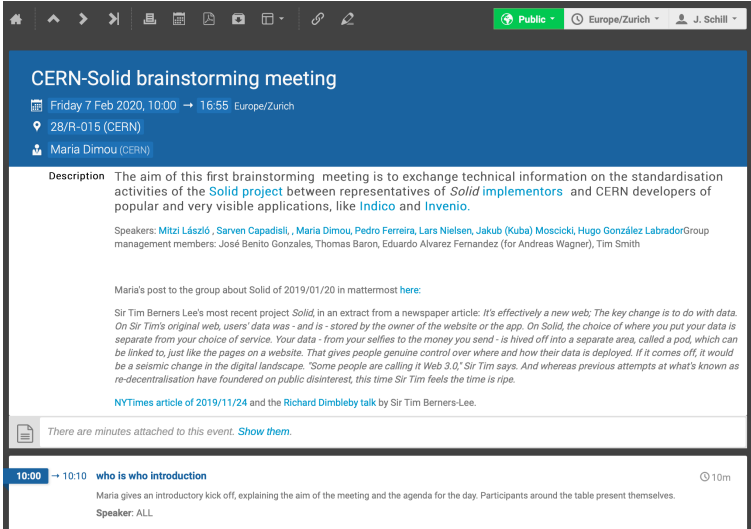 Public
Europe/Zurich
J. Schill
CERN-Solid brainstorming meeting
Friday 7 Feb 2020, 10:00 → 16:55 Europe/Zurich
28/R-015 (CERN)
Maria Dimou (CERN)
Description The aim of this first brainstorming meeting is to exchange technical information on the standardisation
activities of the Solid project between representatives of Solid implementors and CERN developers of
popular and very visible applications, like Indico and Invenio.
Speakers: Mitzi László , Sarven Capadisli, , Maria Dimou, Pedro Ferreira, Lars Nielsen, Jakub (Kuba) Moscicki, Hugo González LabradorGroup
management members: José Benito Gonzales, Thomas Baron, Eduardo Alvarez Fernandez (for Andreas Wagner), Tim Smith
Maria's post to the group about Solid of 2019/01/20 in mattermost here:
Sir Tim Berners Lee's most recent project Solid, in an extract from a newspaper article: It's effectively a new web; The key change is to do with data.
On Sir Tim's original web, users' data was - and is - stored by the owner of the website or the app. On Solid, the choice of where you put your data is
separate from your choice of service. Your data - from your selfies to the money you send - is hived off into a separate area, called a pod, which can
be linked to, just like the pages on a website. That gives people genuine control over where and how their data is deployed. If it comes off, it would
be a seismic change in the digital landscape. "Some people are calling it Web 3.0," Sir Tim says. And whereas previous attempts at what's known as
re-decentralisation have foundered on public disinterest, this time Sir Tim feels the time is ripe.
NYTimes article of 2019/11/24 and the Richard Dimbleby talk by Sir Tim Berners-Lee.
There are minutes attached to this event. Show them.
10:00 → 10:10 who is who introduction 10m
Maria gives an introductory kick off, explaining the aim of the meeting and the agenda for the day. Participants around the table present themselves.
Speaker: ALL